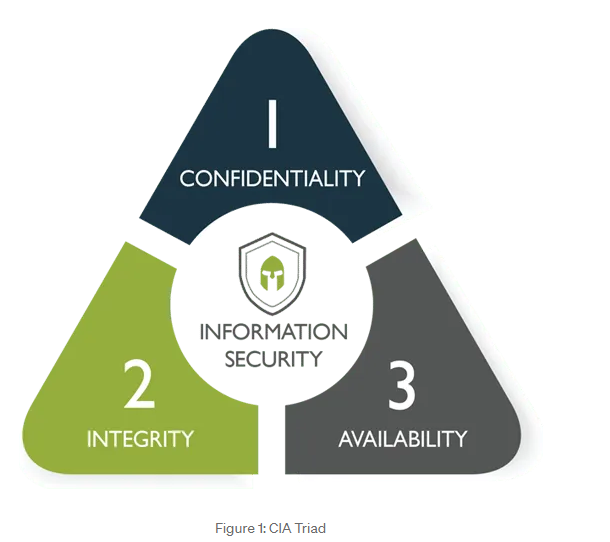 1
CONFIDENTIALITY
INFORMATION
SECURITY
2
INTEGRITY
3
AVAILABILITY
Figure 1: CIA Triad